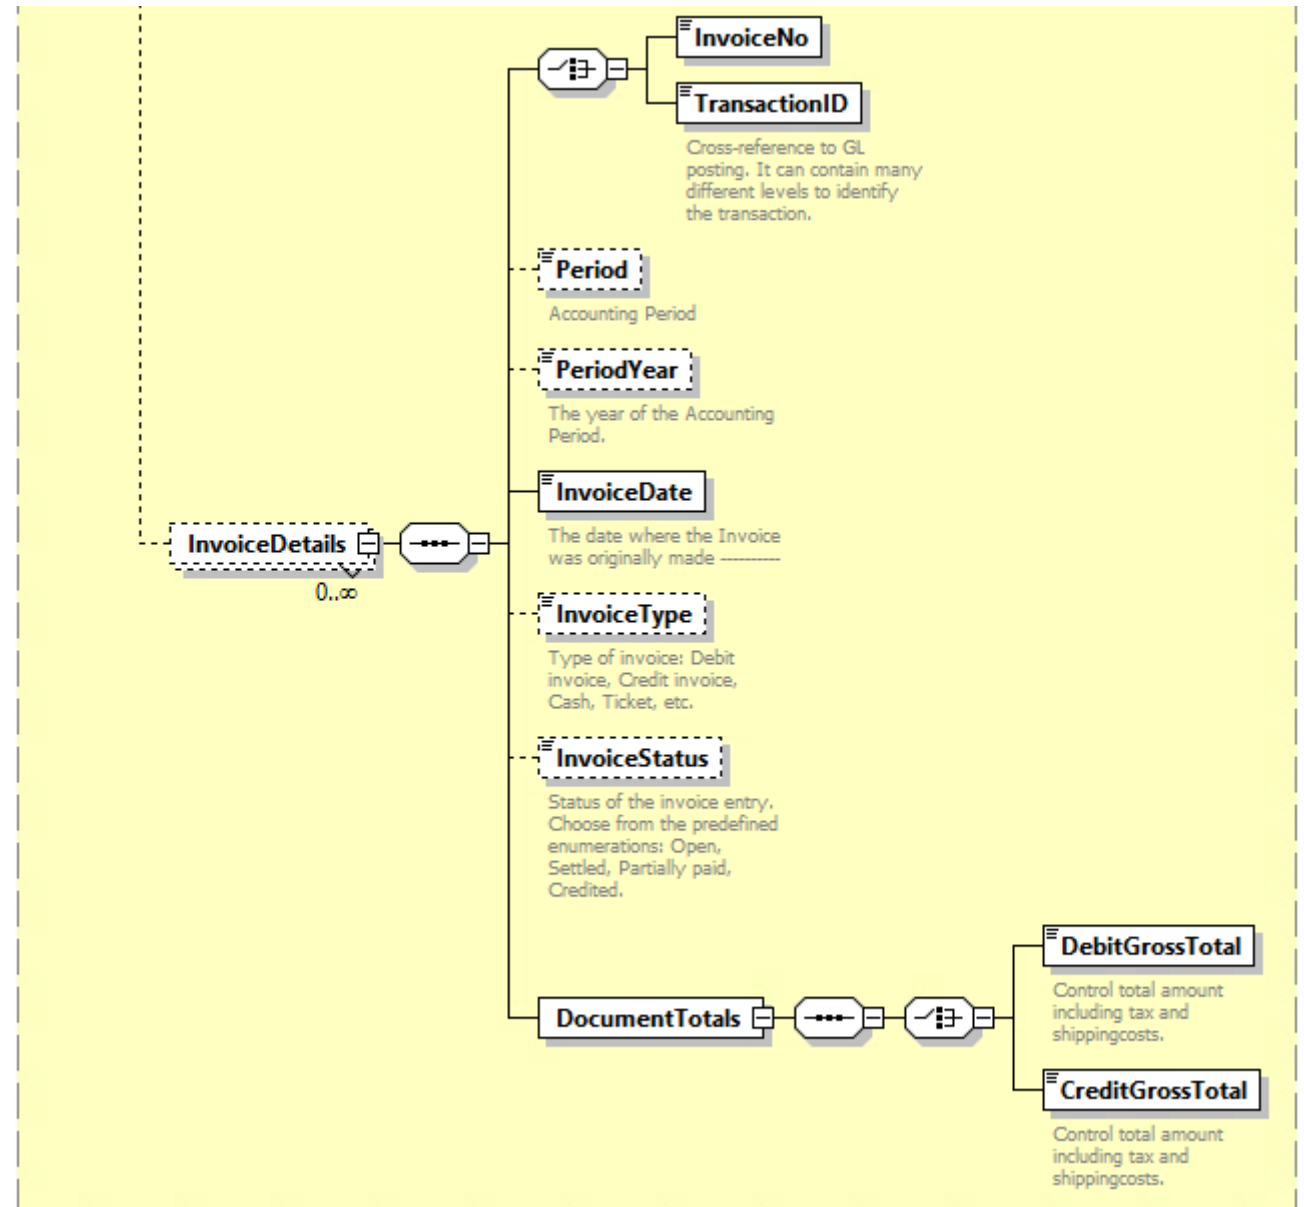 InvoiceNo
TransactionID
Cross-reference to GL
posting. It can contain many
different levels to identify
the transaction.
Period
Accounting Period
PeriodYear
The year of the Accounting
Period.
InvoiceDate
The date where the Invoice
was originally made ----------
InvoiceDetails
0..∞
InvoiceType
Type of invoice: Debit
invoice, Credit invoice,
Cash, Ticket, etc.
InvoiceStatus
Status of the invoice entry.
Choose from the predefined
enumerations: Open,
Settled, Partially paid,
Credited.
DocumentTotals
DebitGrossTotal
Control total amount
including tax and
shippingcosts.
CreditGrossTotal
Control total amount
including tax and
shippingcosts.